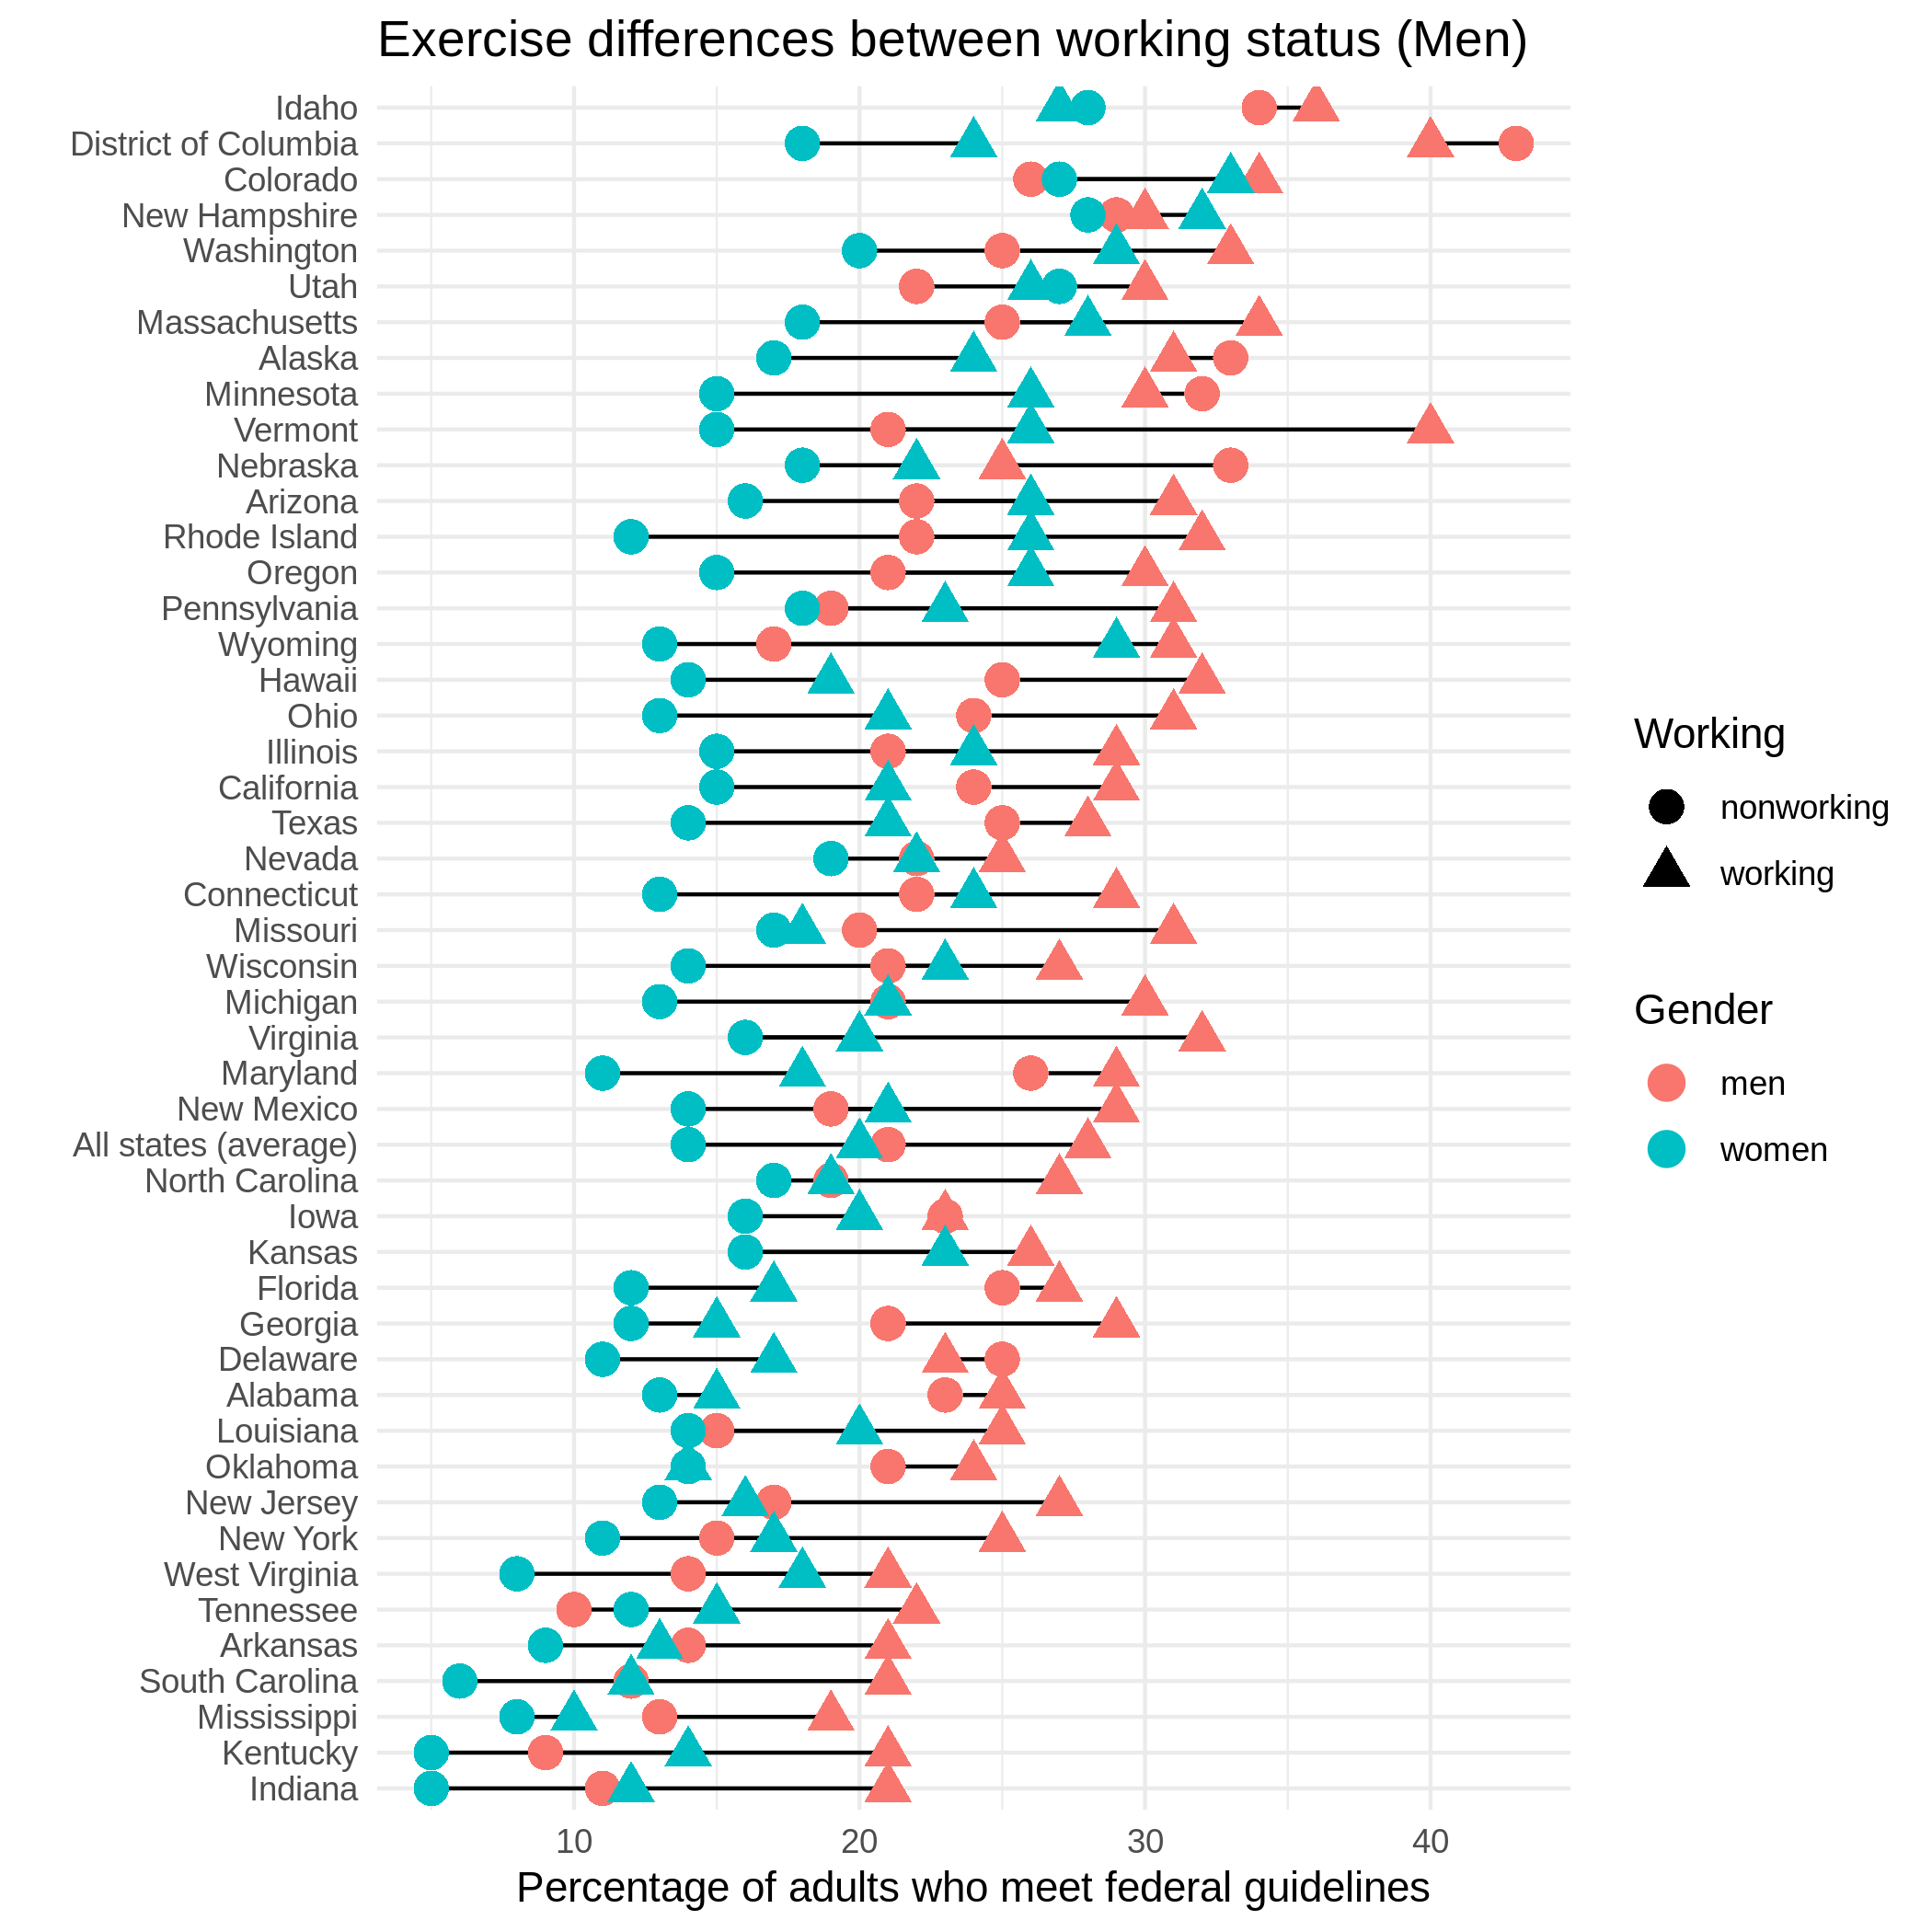 Exercise differences between working status (Men)
Idaho
District of Columbia
Colorado
New Hampshire
Washington
Utah
Massachusetts
Alaska
Minnesota
Vermont
Nebraska
Arizona
Rhode Island
Oregon
Pennsylvania
Wyoming
Hawaii
Ohio
Illinois
California
Texas
Nevada
Connecticut
Missouri
Wisconsin
Michigan
Virginia
Maryland
New Mexico
All states (average)
North Carolina
Iowa
Kansas
Florida
Georgia
Delaware
Alabama
Louisiana
Oklahoma
New Jersey
New York
West Virginia
Tennessee
Arkansas
South Carolina
Mississippi
Kentucky
Indiana
10 20 30 40
Percentage of adults who meet federal guidelines
Working
nonworking
working
Gender
men
women